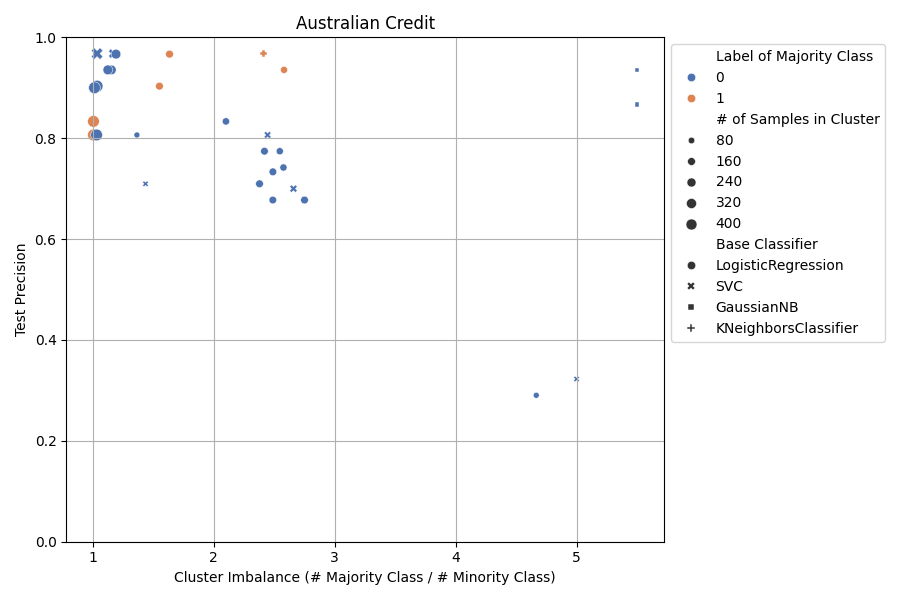 Australian Credit
Test Precision
1.0
0.8
0.6
0.4
0.2
0.0
1
2
3
4
5
Cluster Imbalance (# Majority Class / # Minority Class)
Label of Majority Class
0
1
# of Samples in Cluster
80
160
240
320
400
Base Classifier
LogisticRegression
SVC
GaussianNB
KNeighborsClassifier